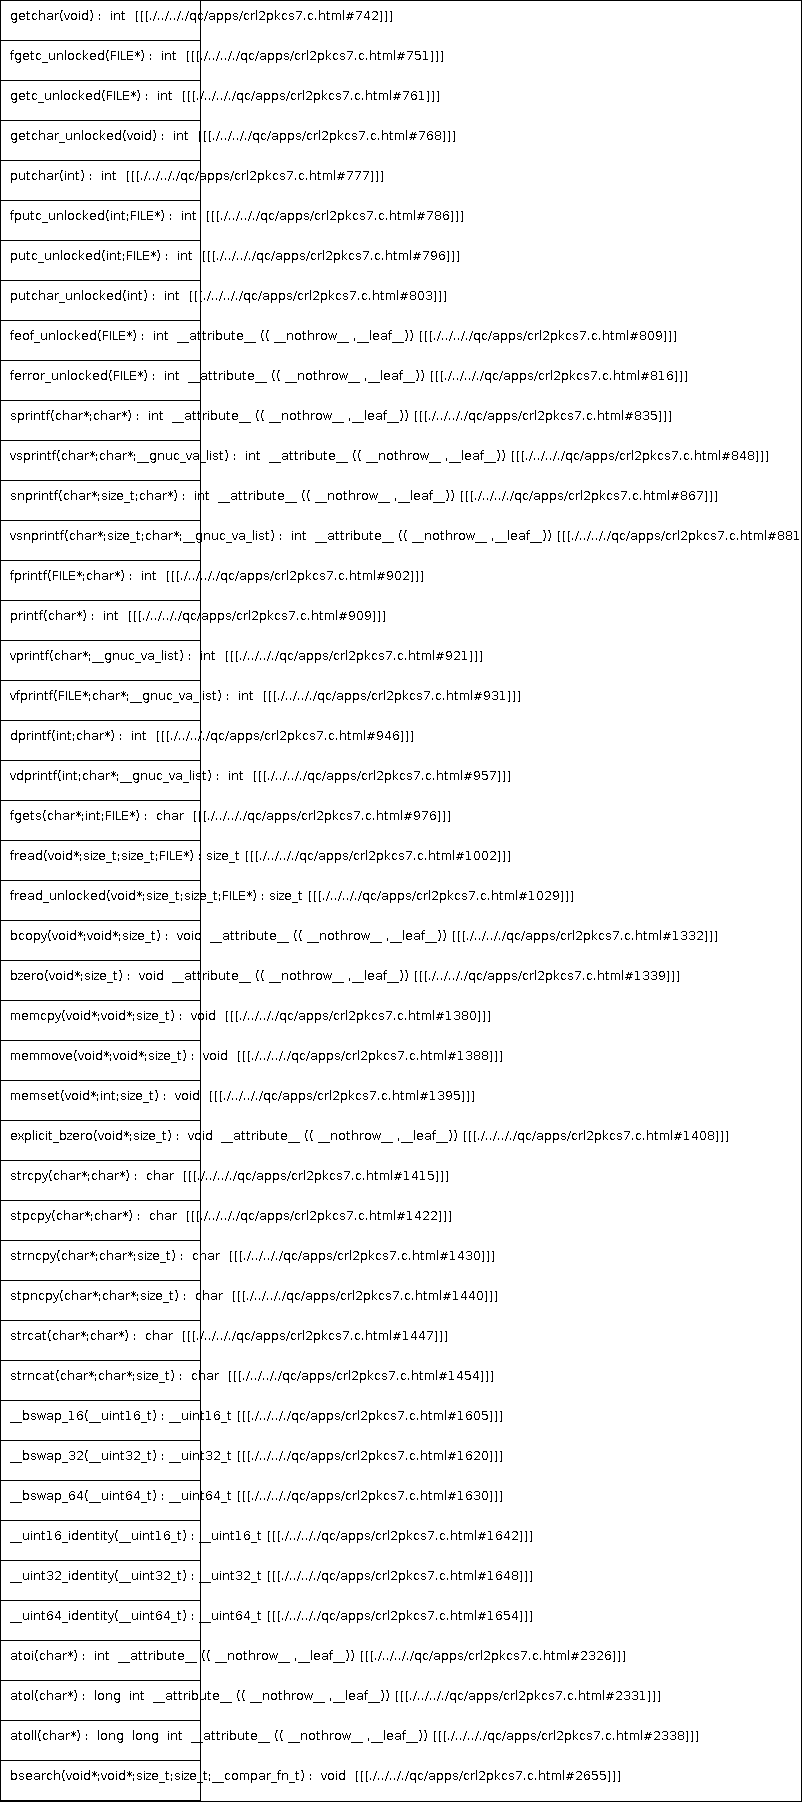 getchar(void) : int [[[./../././qc/apps/crl2pkcs7.c.html#742]]]
fgetc_unlocked(FILE*) : int [[[./../././qc/apps/crl2pkcs7.c.html#751]]]
getc_unlocked(FILE*) : int [[[./../././qc/apps/crl2pkcs7.c.html#761]]]
getchar_unlocked(void) : int [[[./../././qc/apps/crl2pkcs7.c.html#768]]]
putchar(int) : int [[[./../././qc/apps/crl2pkcs7.c.html#777]]]
fputc_unlocked(int;FILE*) : int [[[./../././qc/apps/crl2pkcs7.c.html#786]]]
putc_unlocked(int;FILE*) : int [[[./../././qc/apps/crl2pkcs7.c.html#796]]]
putchar_unlocked(int) : int [[[./../././qc/apps/crl2pkcs7.c.html#803]]]
feof_unlocked(FILE*) : int __attribute__ (( __nothrow__ ,__leaf__)) [[[./../././qc/apps/crl2pkcs7.c.html#809]]]
ferror_unlocked(FILE*) : int __attribute__ (( __nothrow__ ,__leaf__)) [[[./../././qc/apps/crl2pkcs7.c.html#816]]]
sprintf(char*;char*) : int __attribute__ (( __nothrow__ ,__leaf__)) [[[./../././qc/apps/crl2pkcs7.c.html#835]]]
vsprintf(char*;char*;__gnuc_va_list) : int __attribute__ (( __nothrow__ ,__leaf__)) [[[./../././qc/apps/crl2pkcs7.c.html#848]]]
snprintf(char*;size_t;char*) : int __attribute__ (( __nothrow__ ,__leaf__)) [[[./../././qc/apps/crl2pkcs7.c.html#867]]]
vsnprintf(char*;size_t;char*;__gnuc_va_list) : int __attribute__ (( __nothrow__ ,__leaf__)) [[[./../././qc/apps/crl2pkcs7.c.html#881
fprintf(FILE*;char*) : int [[[./../././qc/apps/crl2pkcs7.c.html#902]]]
printf(char*) : int [[[./../././qc/apps/crl2pkcs7.c.html#909]]]
vprintf(char*;__gnuc_va_list) : int [[[./../././qc/apps/crl2pkcs7.c.html#921]]]
vfprintf(FILE*;char*;__gnuc_va_list) : int [[[./../././qc/apps/crl2pkcs7.c.html#931]]]
dprintf(int;char*) : int [[[./../././qc/apps/crl2pkcs7.c.html#946]]]
vdprintf(int;char*;__gnuc_va_list) : int [[[./../././qc/apps/crl2pkcs7.c.html#957]]]
fgets(char*;int;FILE*) : char [[[./../././qc/apps/crl2pkcs7.c.html#976]]]
fread(void*;size_t;size_t;FILE*) : size_t [[[./../././qc/apps/crl2pkcs7.c.html#1002]]]
fread_unlocked(void*;size_t;size_t;FILE*) : size_t [[[./../././qc/apps/crl2pkcs7.c.html#1029]]]
bcopy(void*;void*;size_t) : void __attribute__ (( __nothrow__ ,__leaf__)) [[[./../././qc/apps/crl2pkcs7.c.html#1332]]]
bzero(void*;size_t) : void __attribute__ (( __nothrow__ ,__leaf__)) [[[./../././qc/apps/crl2pkcs7.c.html#1339]]]
memcpy(void*;void*;size_t) : void [[[./../././qc/apps/crl2pkcs7.c.html#1380]]]
memmove(void*;void*;size_t) : void [[[./../././qc/apps/crl2pkcs7.c.html#1388]]]
memset(void*;int;size_t) : void [[[./../././qc/apps/crl2pkcs7.c.html#1395]]]
explicit_bzero(void*;size_t) : void __attribute__ (( __nothrow__ ,__leaf__)) [[[./../././qc/apps/crl2pkcs7.c.html#1408]]]
strcpy(char*;char*) : char [[[./../././qc/apps/crl2pkcs7.c.html#1415]]]
stpcpy(char*;char*) : char [[[./../././qc/apps/crl2pkcs7.c.html#1422]]]
strncpy(char*;char*;size_t) : char [[[./../././qc/apps/crl2pkcs7.c.html#1430]]]
stpncpy(char*;char*;size_t) : char [[[./../././qc/apps/crl2pkcs7.c.html#1440]]]
strcat(char*;char*) : char [[[./../././qc/apps/crl2pkcs7.c.html#1447]]]
strncat(char*;char*;size_t) : char [[[./../././qc/apps/crl2pkcs7.c.html#1454]]]
__bswap_16(__uint16_t) : __uint16_t [[[./../././qc/apps/crl2pkcs7.c.html#1605]]]
__bswap_32(__uint32_t) : __uint32_t [[[./../././qc/apps/crl2pkcs7.c.html#1620]]]
__bswap_64(__uint64_t) : __uint64_t [[[./../././qc/apps/crl2pkcs7.c.html#1630]]]
__uint16_identity(__uint16_t) : __uint16_t [[[./../././qc/apps/crl2pkcs7.c.html#1642]]]
__uint32_identity(__uint32_t) : __uint32_t [[[./../././qc/apps/crl2pkcs7.c.html#1648]]]
__uint64_identity(__uint64_t) : __uint64_t [[[./../././qc/apps/crl2pkcs7.c.html#1654]]]
atoi(char*) : int __attribute__ (( __nothrow__ ,__leaf__)) [[[./../././qc/apps/crl2pkcs7.c.html#2326]]]
atol(char*) : long int __attribute__ (( __nothrow__ ,__leaf__)) [[[./../././qc/apps/crl2pkcs7.c.html#2331]]]
atoll(char*) : long long int __attribute__ (( __nothrow__ ,__leaf__)) [[[./../././qc/apps/crl2pkcs7.c.html#2338]]]
bsearch(void*;void*;size_t;size_t;__compar_fn_t) : void [[[./../././qc/apps/crl2pkcs7.c.html#2655]]]